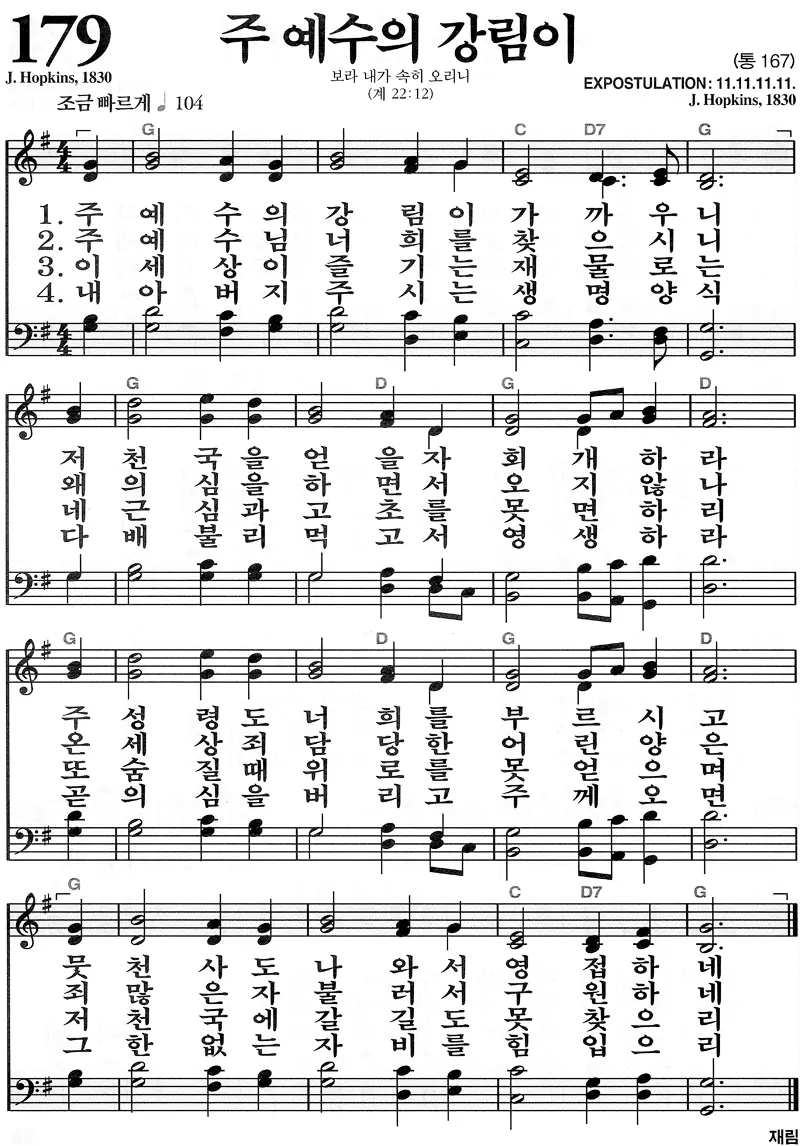 179
주 예수의 강림이
(통 167)
J. Hopkins, 1830
보라 내가 속히 오리니
(계 22:12)
EXPOSTULATION: 11.11.11.11.
J. Hopkins, 1830
조금 빠르게 ♩ 104
G C D7 G
1. 주 예 수 의 강 림 이 가 까 우 니
2. 주 예 수 님 너 희 를 찾 으 시 니
3. 이 세 상 이 즐 기 는 재 물 로 는
4. 내 아 버 지 주 시 는 생 명 양 식
G D G D
저 천 국 을 얻 을 자 회 개 하 라
왜 의 심 을 하 면 서 오 지 않 나
네 근 심 과 고 초 를 못 면 하 리
다 배 불 리 먹 고 서 영 생 하 라
G D G D
주 성 령 도 너 희 를 부 르 시 고
온 세 상 죄 담 당 한 어 린 양 은
또 숨 질 때 위 로 를 못 얻 으 며
곧 의 심 을 버 리 고 주 께 오 면
G C D7 G
뭇 천 사 도 나 와 서 영 접 하 네
죄 많 은 자 불 러 서 구 원 하 네
저 천 국 에 갈 길 도 못 찾 으 리
그 한 없 는 자 비 를 힘 입 으 리
재림